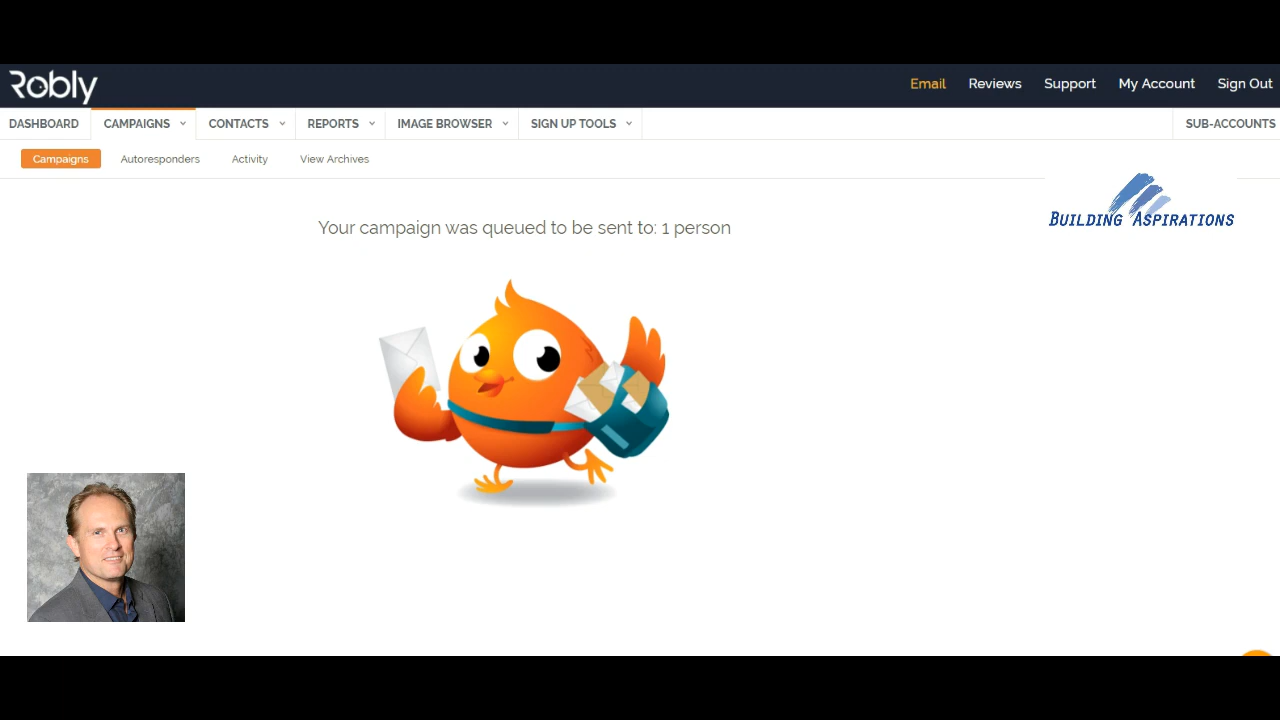 Robly
Email Reviews Support My Account Sign Out
DASHBOARD CAMPAIGNS CONTACTS REPORTS IMAGE BROWSER SIGN UP TOOLS SUB-ACCOUNTS
Campaigns Autoresponders Activity View Archives
BUILDING ASPIRATIONS
Your campaign was queued to be sent to: 1 person